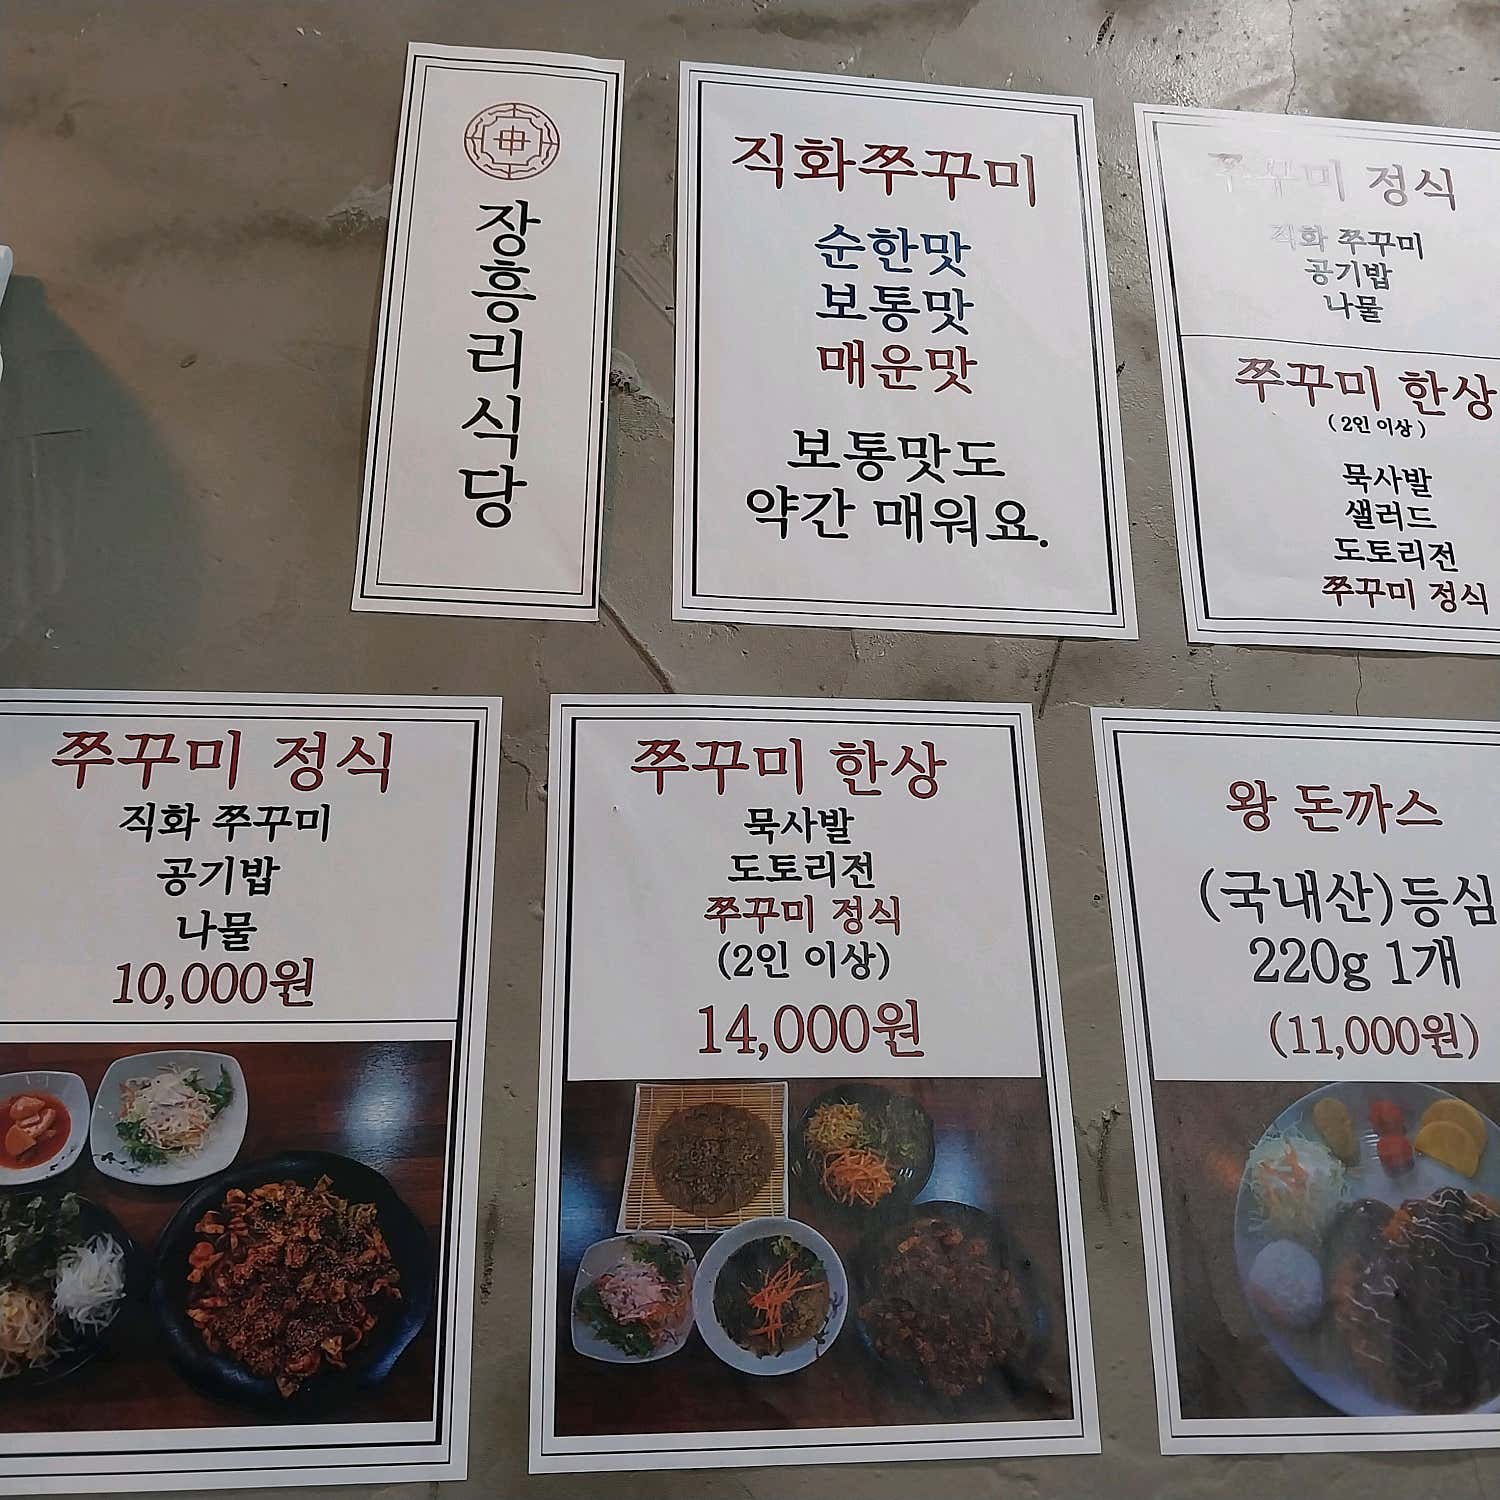 申
장흥리식당
직화쭈꾸미
순한맛
보통맛
매운맛
보통맛도
약간 매워요.
쭈꾸미 정식
직화 쭈꾸미
공기밥
나물
쭈꾸미 한상
( 2인 이상 )
묵사발
샐러드
도토리전
쭈꾸미 정식
쭈꾸미 정식
직화 쭈꾸미
공기밥
나물
10,000원
쭈꾸미 한상
묵사발
도토리전
쭈꾸미 정식
(2인 이상)
14,000원
왕 돈까스
(국내산)등심
220g 1개
(11,000원)